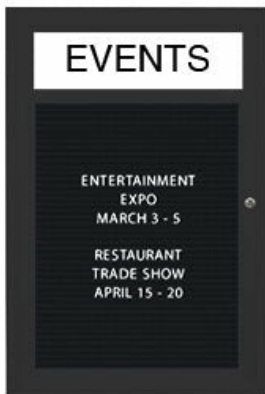 EVENTS
ENTERTAINMENT
EXPO
MARCH 3 - 5
RESTAURANT
TRADE SHOW
APRIL 15 - 20